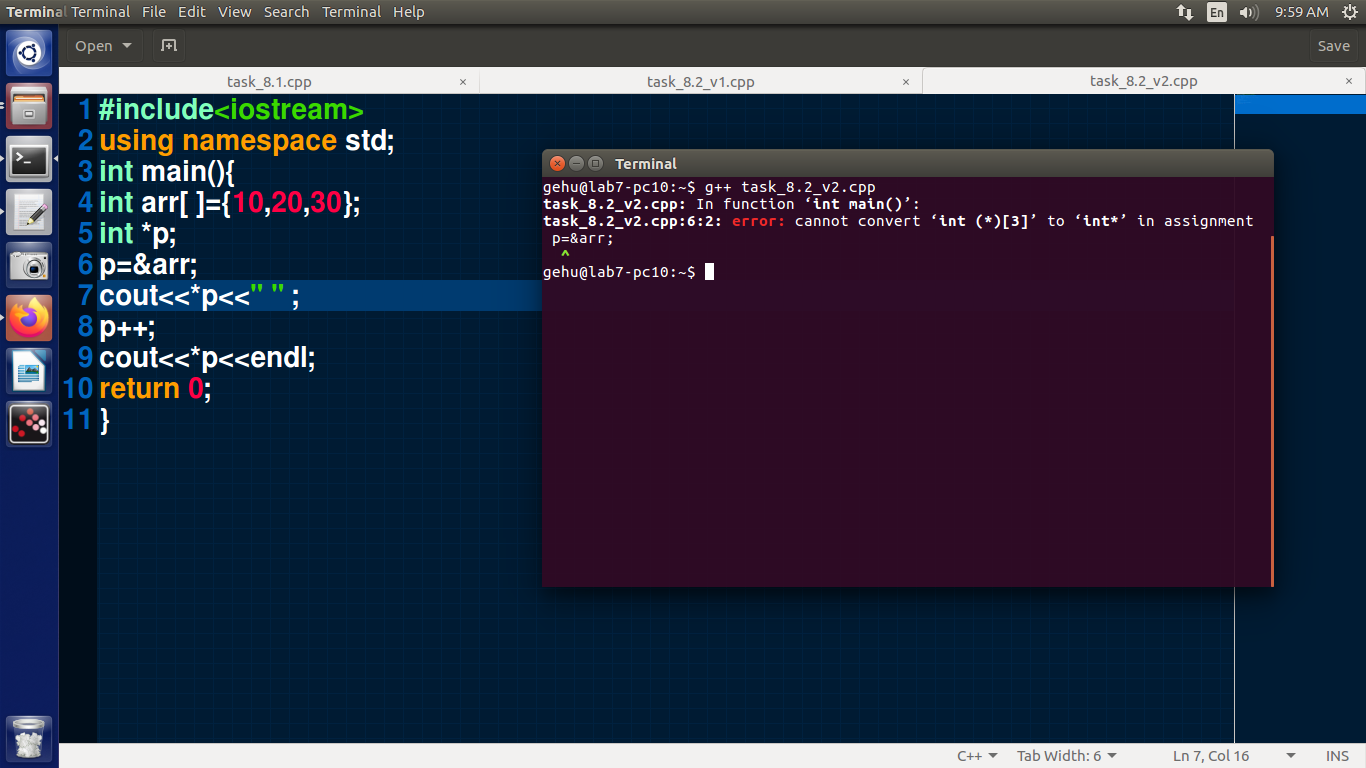 Terminal Terminal File Edit View Search Terminal Help En 9:59 AM
Open Save
task_8.1.cpp × task_8.2_v1.cpp × task_8.2_v2.cpp ×
1 #include<iostream>
2 using namespace std;
3 int main(){
4 int arr[ ]={10,20,30};
5 int *p;
6 p=&arr;
7 cout<<*p<<" " ;
8 p++;
9 cout<<*p<<endl;
10 return 0;
11 }
Terminal
gehu@lab7-pc10:~$ g++ task_8.2_v2.cpp
task_8.2_v2.cpp: In function ‘int main()’:
task_8.2_v2.cpp:6:2: error: cannot convert ‘int (*)[3]’ to ‘int*’ in assignment
p=&arr;
^
gehu@lab7-pc10:~$
C++ Tab Width: 6 Ln 7, Col 16 INS